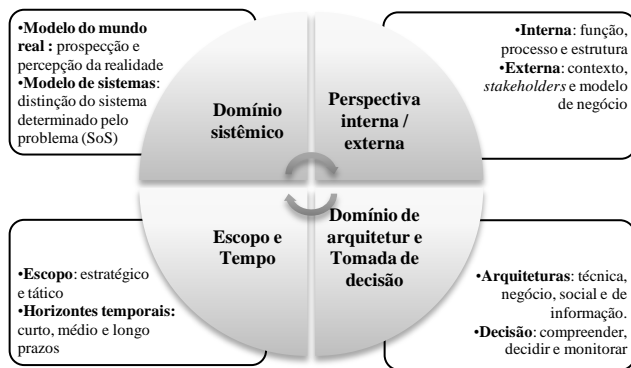 •Modelo do mundo
real : prospecção e
percepção da realidade
•Modelo de sistemas:
distinção do sistema
determinado pelo
problema (SoS)
•Interna: função,
processo e estrutura
•Externa: contexto,
stakeholders e modelo
de negócio
Domínio
sistêmico
Perspectiva
interna /
externa
Escopo e
Tempo
Domínio de
arquitetur e
Tomada de
decisão
•Escopo: estratégico
e tático
•Horizontes temporais:
curto, médio e longo
prazos
•Arquiteturas: técnica,
negócio, social e de
informação.
•Decisão: compreender,
decidir e monitorar